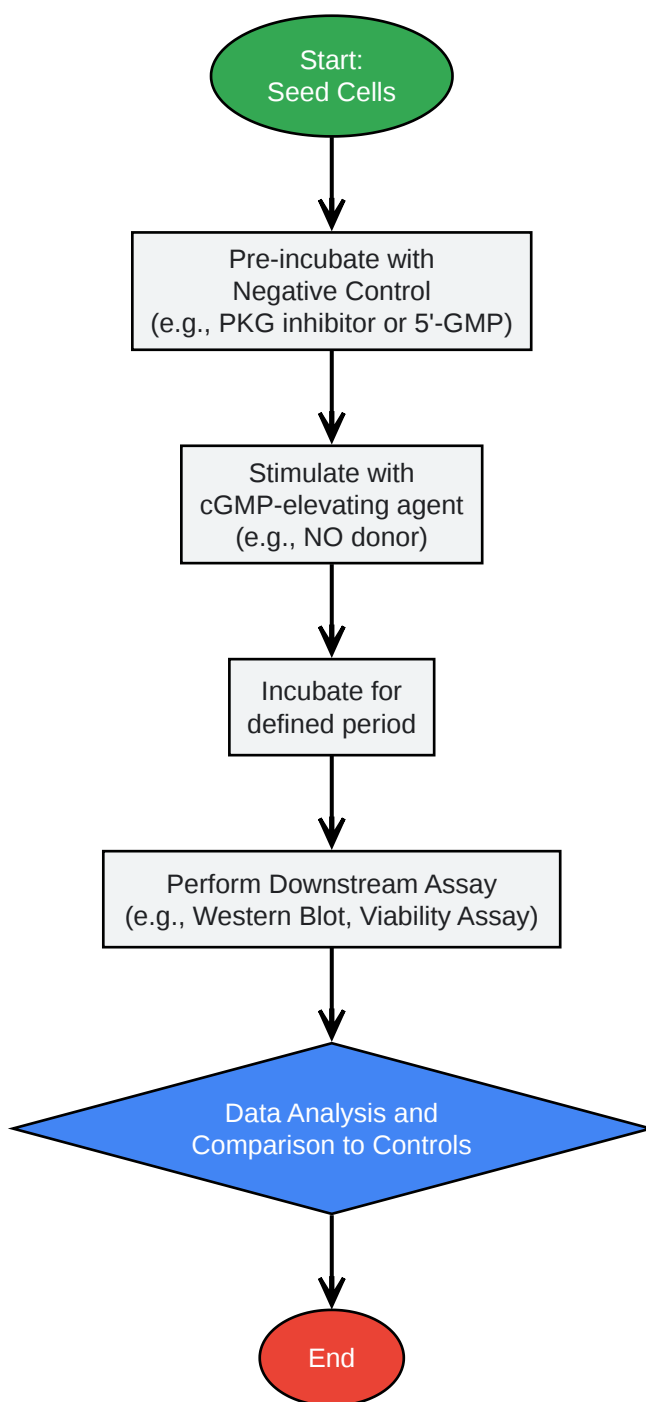 Start:
Seed Cells
Pre-incubate with
Negative Control
(e.g., PKG inhibitor or 5'-GMP)
Stimulate with
cGMP-elevating agent
(e.g., NO donor)
Incubate for
defined period
Perform Downstream Assay
(e.g., Western Blot, Viability Assay)
Data Analysis and
Comparison to Controls
End